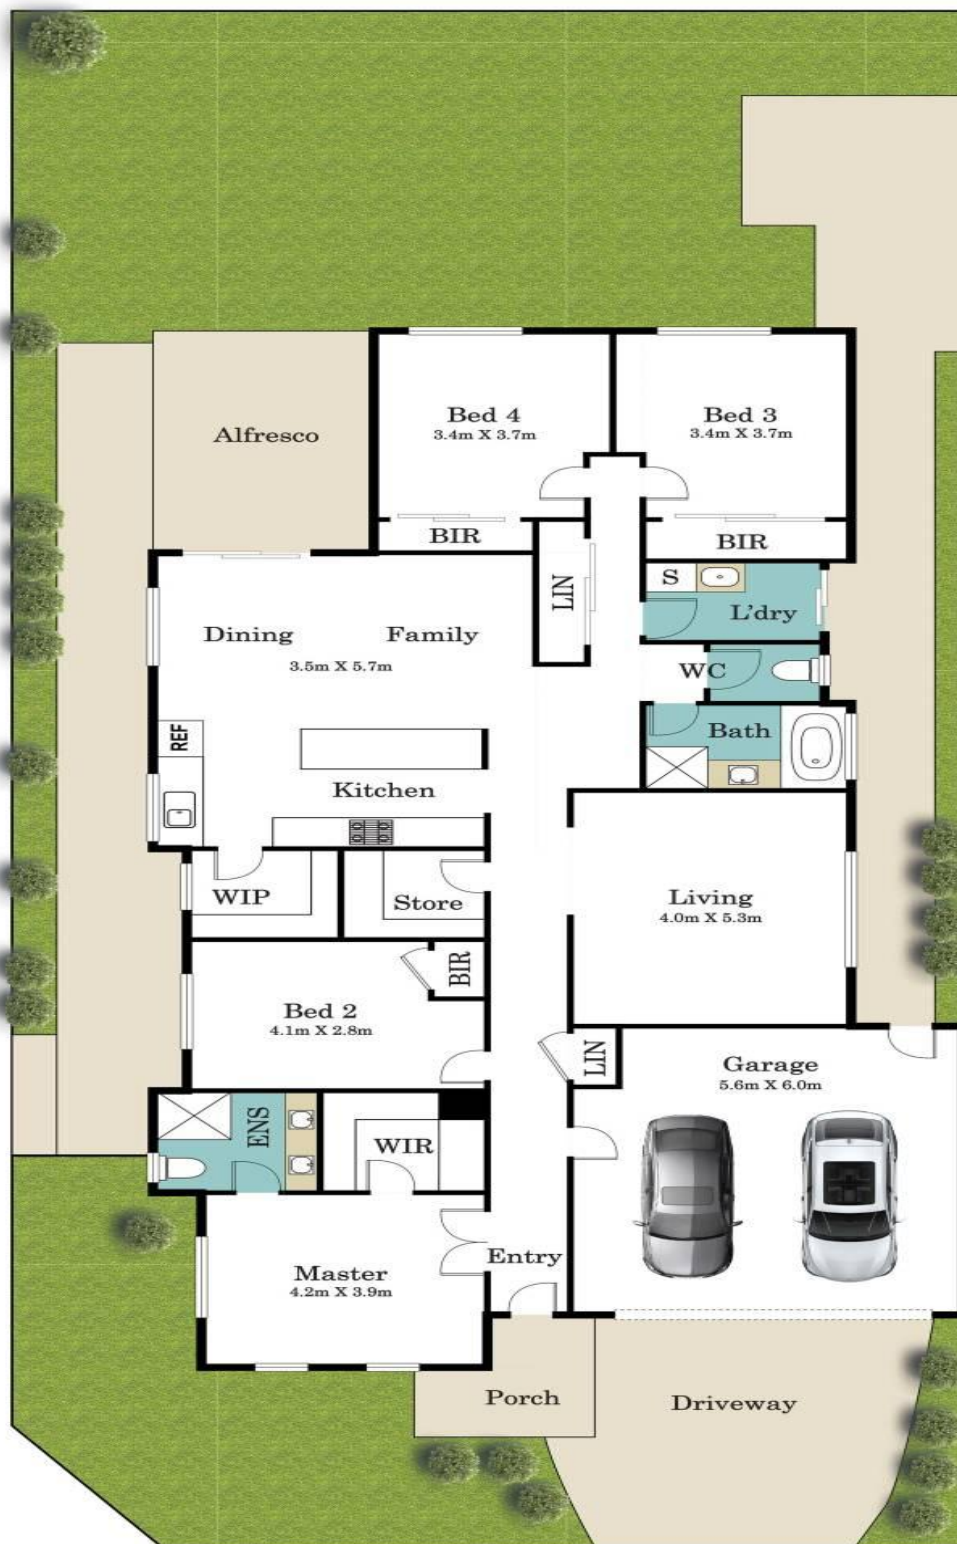 Bed 4
3.4m X 3.7m
Bed 3
3.4m X 3.7m
Alfresco
BIR
BIR
LIN
S
L'dry
Dining
Family
3.5m X 5.7m
WC
REF
Bath
Kitchen
WIP
Store
Living
4.0m X 5.3m
BIR
Bed 2
4.1m X 2.8m
LIN
Garage
5.6m X 6.0m
ENS
WIR
Entry
Master
4.2m X 3.9m
Porch
Driveway